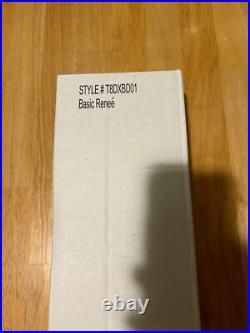 STYLE # T8DXBD01
Basic Reneé